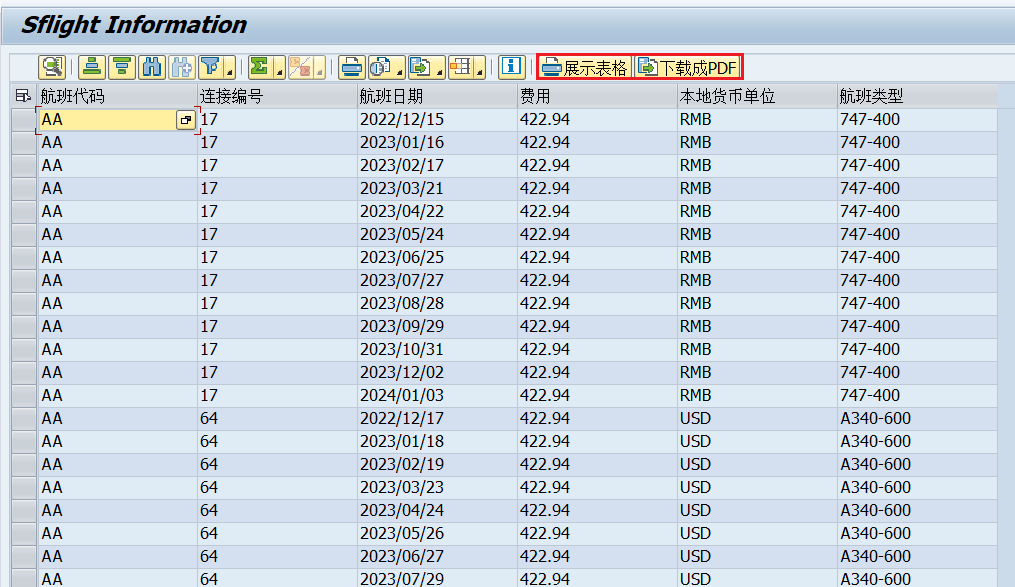 Sflight Information
展示表格 下载成PDF
航班代码 连接编号 航班日期 费用 本地货币单位 航班类型
AA 17 2022/12/15 422.94 RMB 747-400
AA 17 2023/01/16 422.94 RMB 747-400
AA 17 2023/02/17 422.94 RMB 747-400
AA 17 2023/03/21 422.94 RMB 747-400
AA 17 2023/04/22 422.94 RMB 747-400
AA 17 2023/05/24 422.94 RMB 747-400
AA 17 2023/06/25 422.94 RMB 747-400
AA 17 2023/07/27 422.94 RMB 747-400
AA 17 2023/08/28 422.94 RMB 747-400
AA 17 2023/09/29 422.94 RMB 747-400
AA 17 2023/10/31 422.94 RMB 747-400
AA 17 2023/12/02 422.94 RMB 747-400
AA 17 2024/01/03 422.94 RMB 747-400
AA 64 2022/12/17 422.94 USD A340-600
AA 64 2023/01/18 422.94 USD A340-600
AA 64 2023/02/19 422.94 USD A340-600
AA 64 2023/03/23 422.94 USD A340-600
AA 64 2023/04/24 422.94 USD A340-600
AA 64 2023/05/26 422.94 USD A340-600
AA 64 2023/06/27 422.94 USD A340-600
AA 64 2023/07/29 422.94 USD A340-600